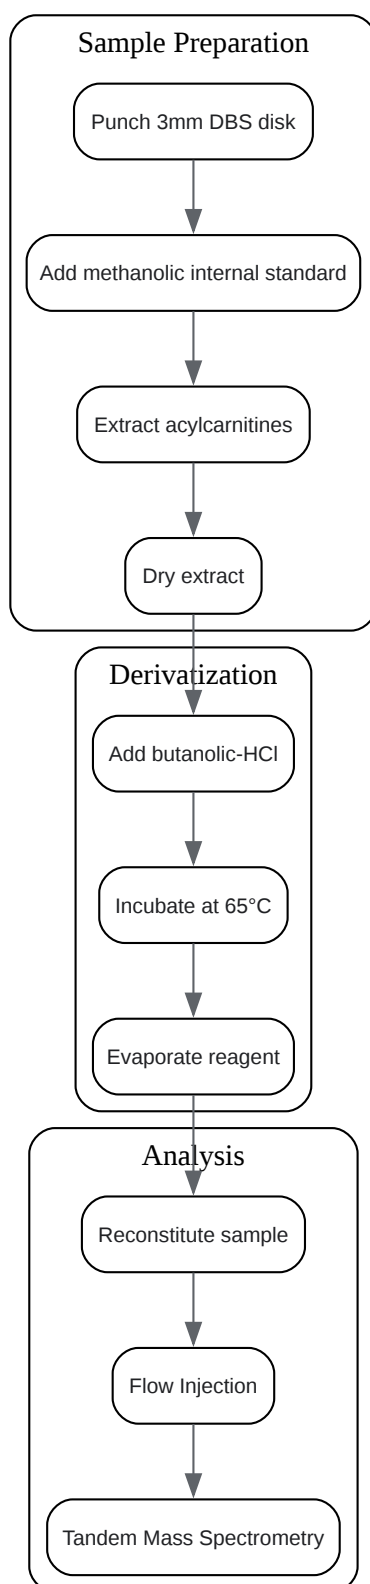 Sample Preparation
Punch 3mm DBS disk
Add methanolic internal standard
Extract acylcarnitines
Dry extract
Derivatization
Add butanolic-HCl
Incubate at 65°C
Evaporate reagent
Analysis
Reconstitute sample
Flow Injection
Tandem Mass Spectrometry